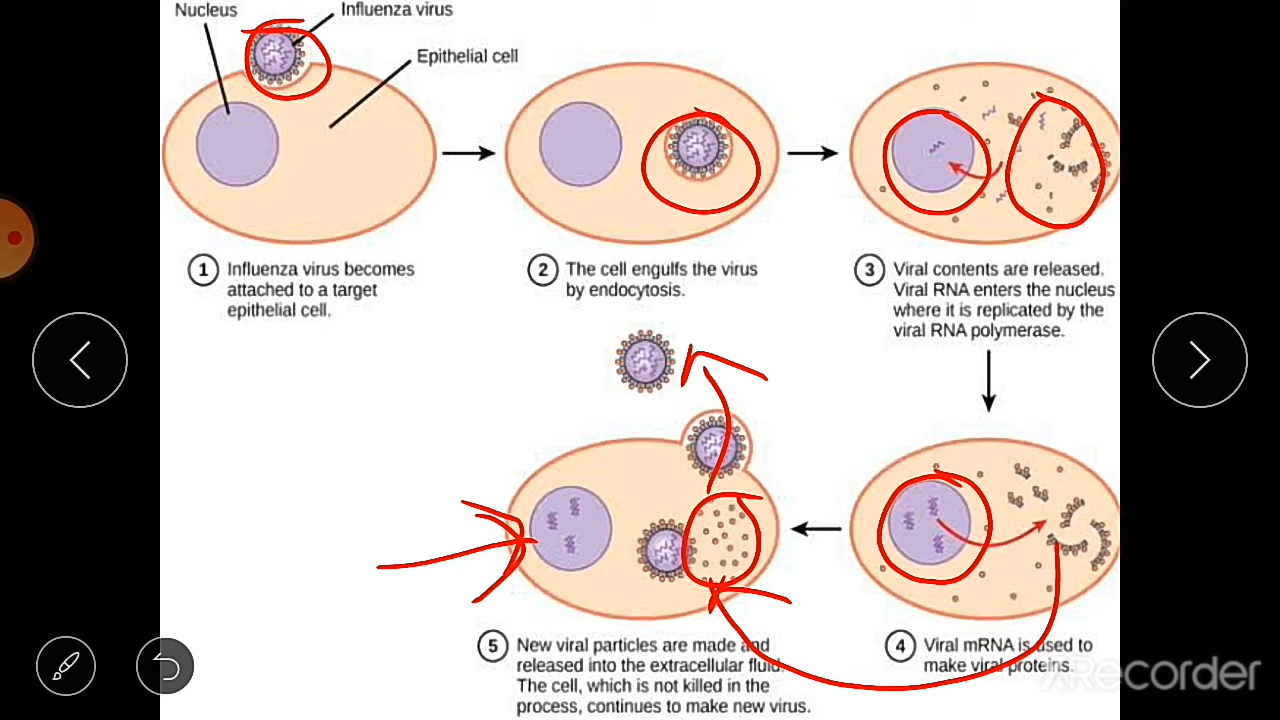 Nucleus
Influenza virus
Epithelial cell
1 Influenza virus becomes
attached to a target
epithelial cell.
2 The cell engulfs the virus
by endocytosis.
3 Viral contents are released.
Viral RNA enters the nucleus
where it is replicated by the
viral RNA polymerase.
4 Viral mRNA is used to
make viral proteins.
5 New viral particles are made and
released into the extracellular fluid.
The cell, which is not killed in the
process, continues to make new virus.
XRecorder